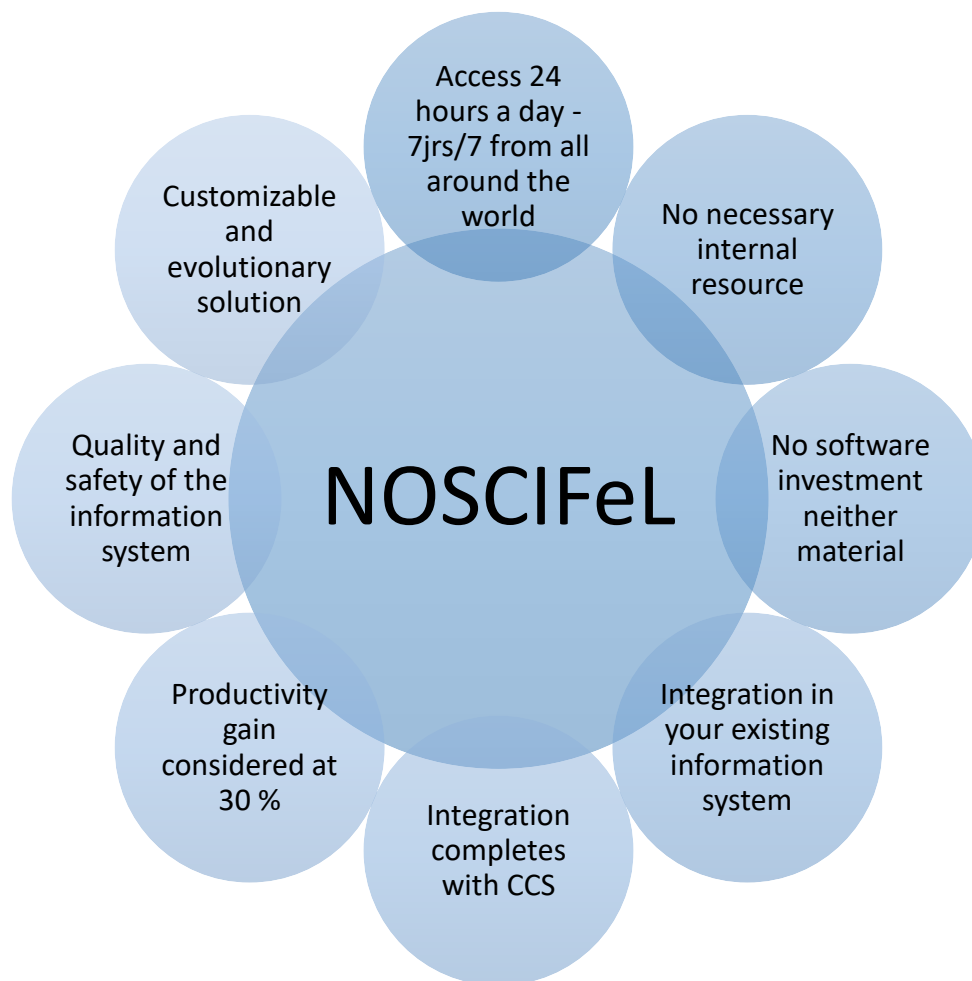 Access 24
hours a day -
7jrs/7 from all
around the
world
No necessary
internal
resource
No software
investment
neither
material
Integration in
your existing
information
system
Integration
completes
with CCS
Productivity
gain
considered at
30 %
Quality and
safety of the
information
system
Customizable
and
evolutionary
solution
NOSCIFeL